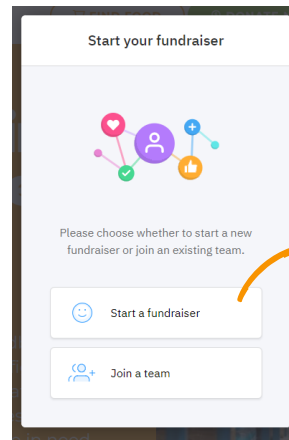 Start your fundraiser
Please choose whether to start a new
fundraiser or join an existing team.
Start a fundraiser
Join a team